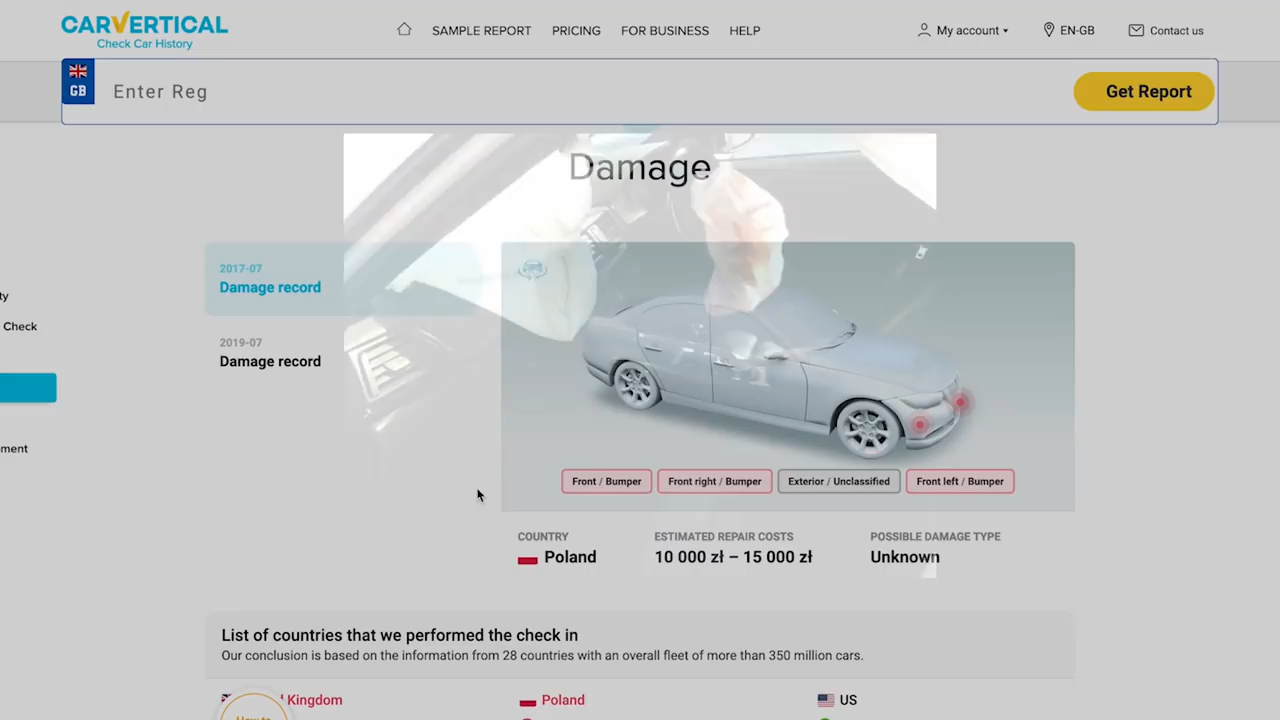 CARVERTICAL
Check Car History
SAMPLE REPORT
PRICING
FOR BUSINESS
HELP
My account
EN-GB
Contact us
GB
Enter Reg
Get Report
Damage
2017-07
Damage record
2019-07
Damage record
ty
Check
ment
Front / Bumper
Front right / Bumper
Exterior / Unclassified
Front left / Bumper
COUNTRY
Poland
ESTIMATED REPAIR COSTS
10 000 zł – 15 000 zł
POSSIBLE DAMAGE TYPE
Unknown
List of countries that we performed the check in
Our conclusion is based on the information from 28 countries with an overall fleet of more than 350 million cars.
Kingdom
Poland
US
How to